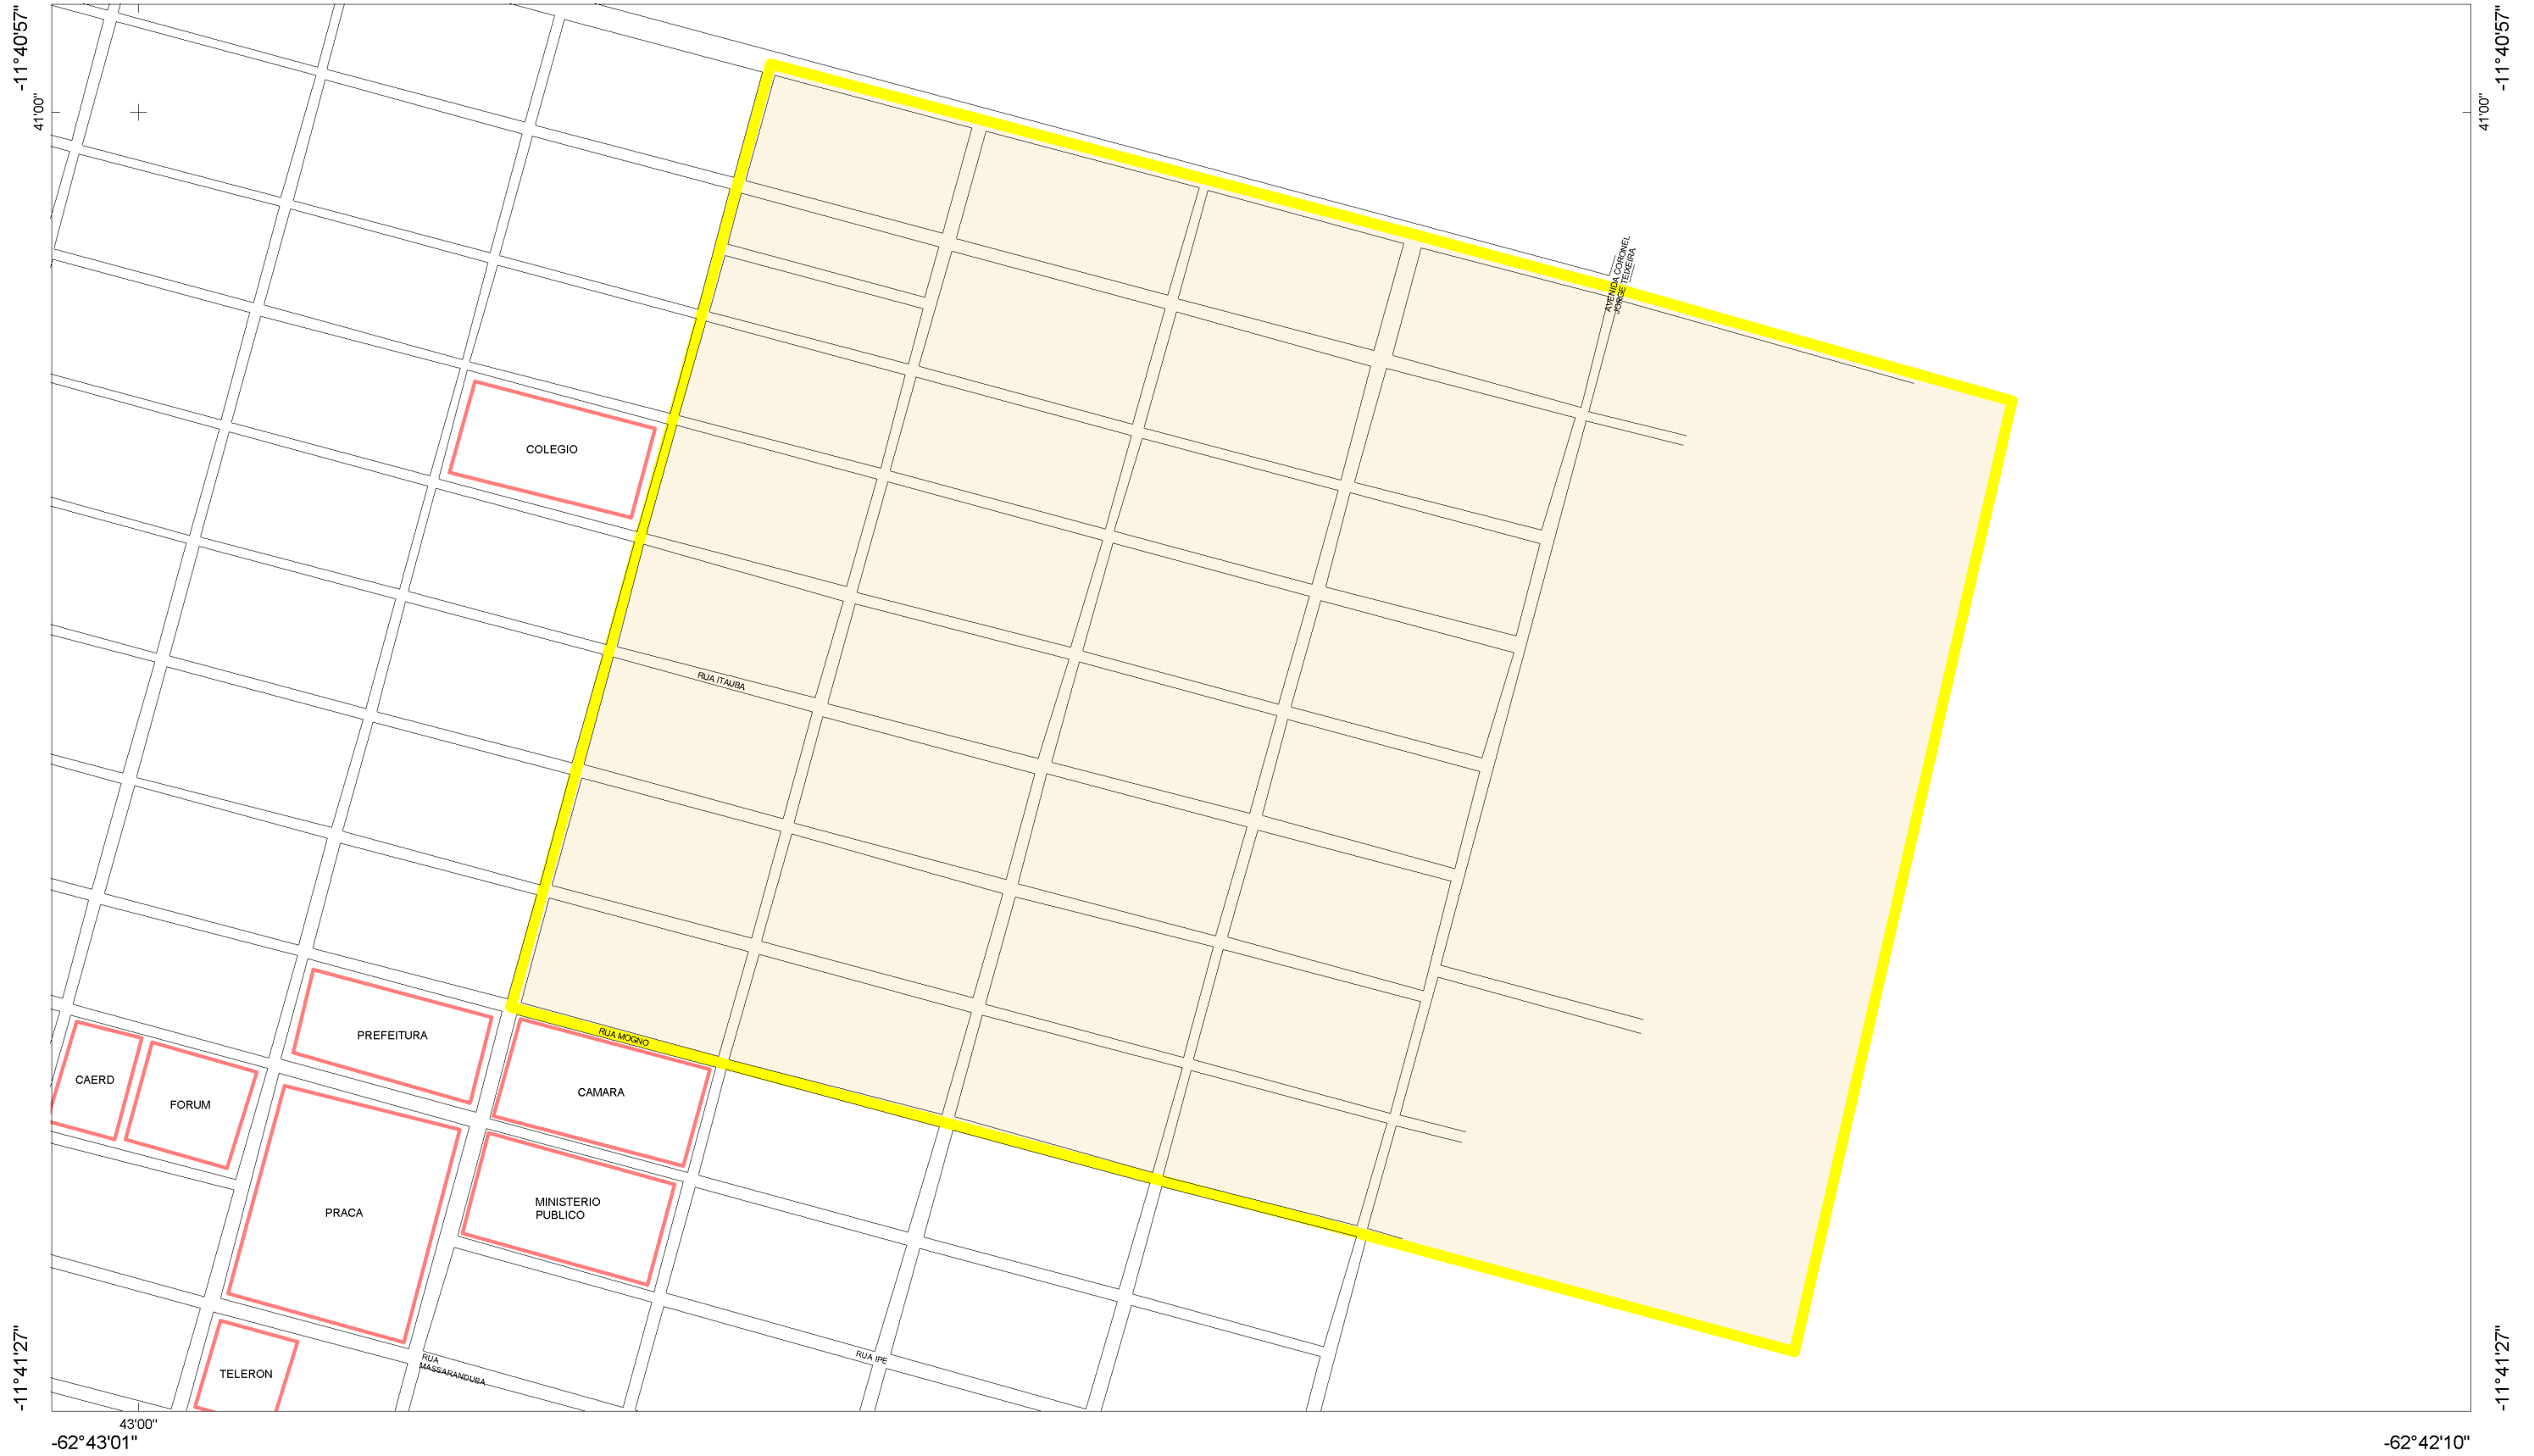 -11°40'57"
-11°40'57"
41'00"
41'00"
AVENIDA CORONEL
JORGE TEIXEIRA
COLEGIO
RUA ITAUBA
PREFEITURA
RUA MOGNO
CAERD
FORUM
CAMARA
PRACA
MINISTERIO
PUBLICO
RUA
MASSARANDUBA
RUA IPE
TELERON
-11°41'27"
-11°41'27"
43'00"
-62°43'01"
-62°42'10"